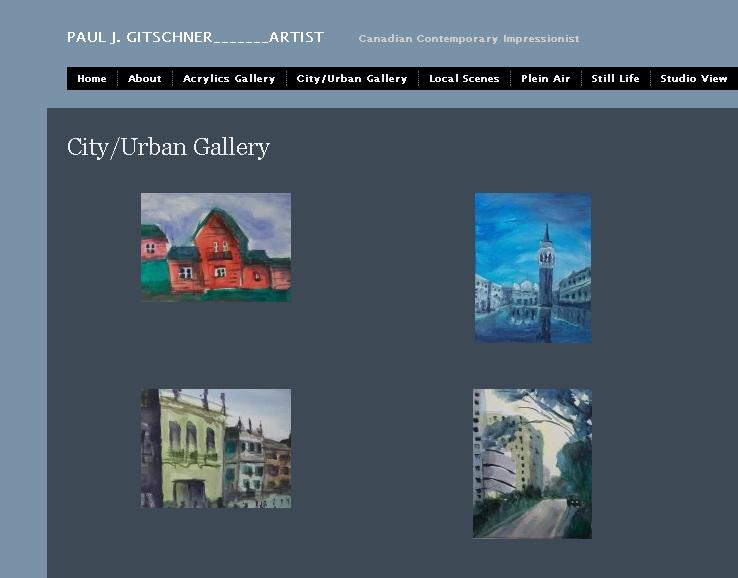 PAUL J. GITSCHNER_______ARTIST Canadian Contemporary Impressionist
Home About Acrylics Gallery City/Urban Gallery Local Scenes Plein Air Still Life Studio View
City/Urban Gallery